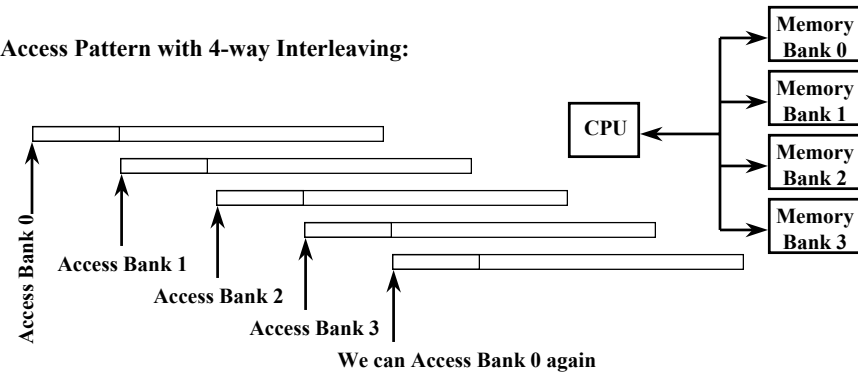 Access Pattern with 4-way Interleaving:
Memory
Bank 0
Memory
Bank 1
CPU
Memory
Bank 2
Memory
Bank 3
Access Bank 0
Access Bank 1
Access Bank 2
Access Bank 3
We can Access Bank 0 again